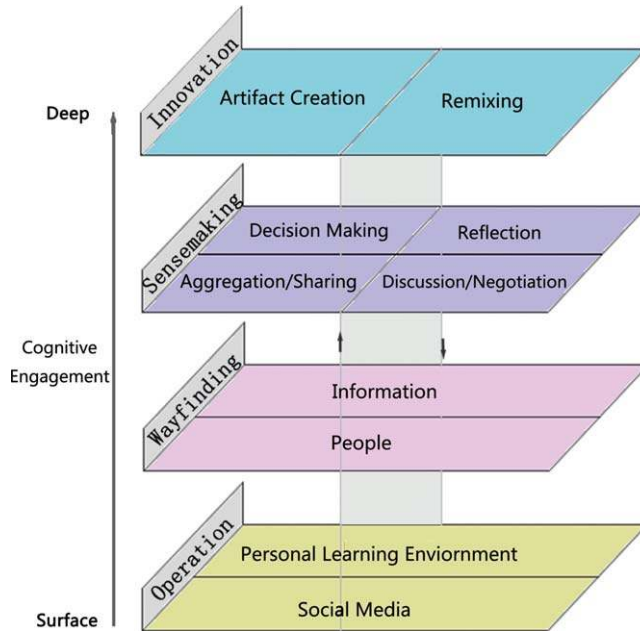 Innovation
Artifact Creation
Remixing
Deep
Sensemaking
Decision Making
Reflection
Aggregation/Sharing
Discussion/Negotiation
Cognitive
Engagement
Wayfinding
Information
People
Operation
Personal Learning Enviornment
Social Media
Surface